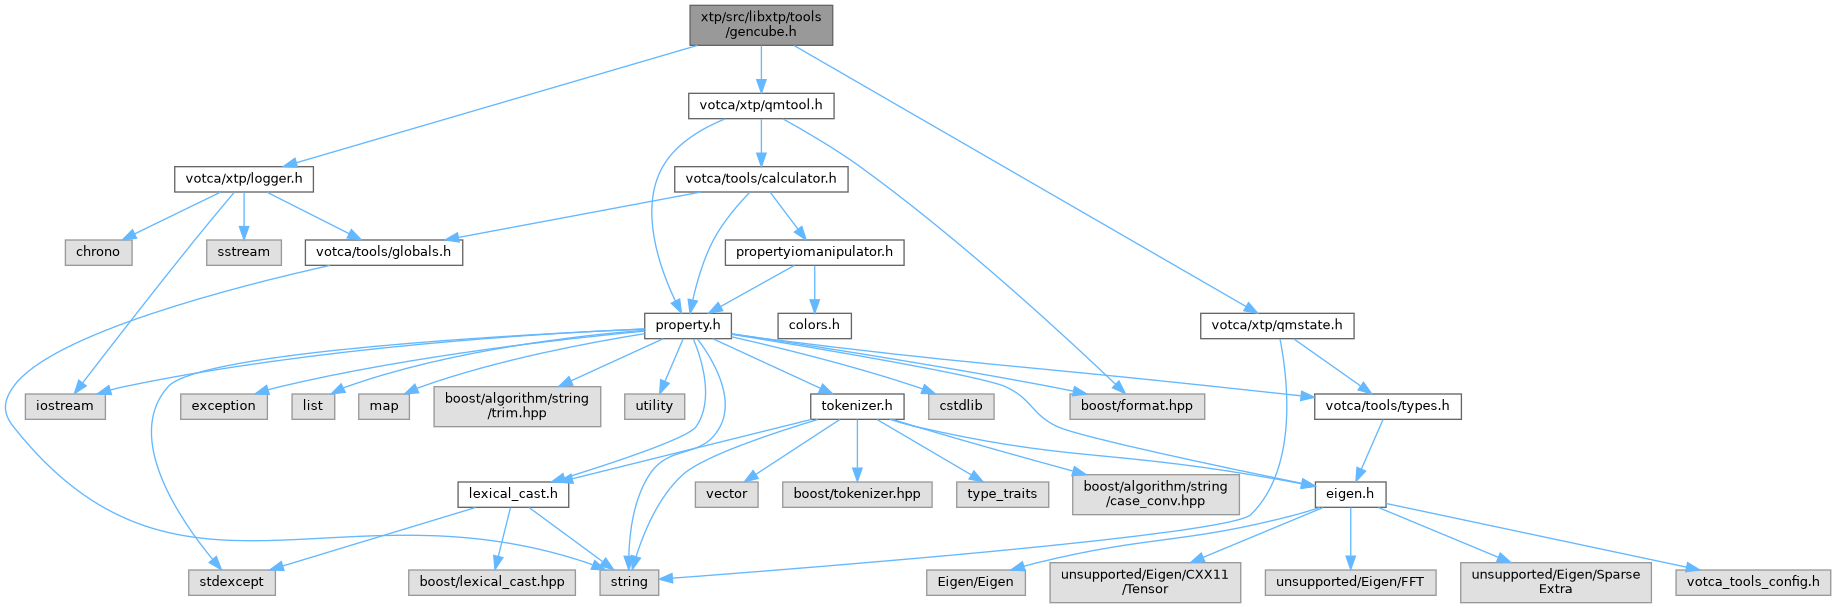 xtp/src/libxtp/tools
/gencube.h
votca/xtp/qmtool.h
votca/xtp/logger.h
votca/tools/calculator.h
chrono
sstream
votca/tools/globals.h
propertyiomanipulator.h
property.h
colors.h
votca/xtp/qmstate.h
iostream
exception
list
map
boost/algorithm/string
/trim.hpp
utility
tokenizer.h
cstdlib
boost/format.hpp
votca/tools/types.h
lexical_cast.h
vector
boost/tokenizer.hpp
type_traits
boost/algorithm/string
/case_conv.hpp
eigen.h
stdexcept
boost/lexical_cast.hpp
string
Eigen/Eigen
unsupported/Eigen/CXX11
/Tensor
unsupported/Eigen/FFT
unsupported/Eigen/Sparse
Extra
votca_tools_config.h